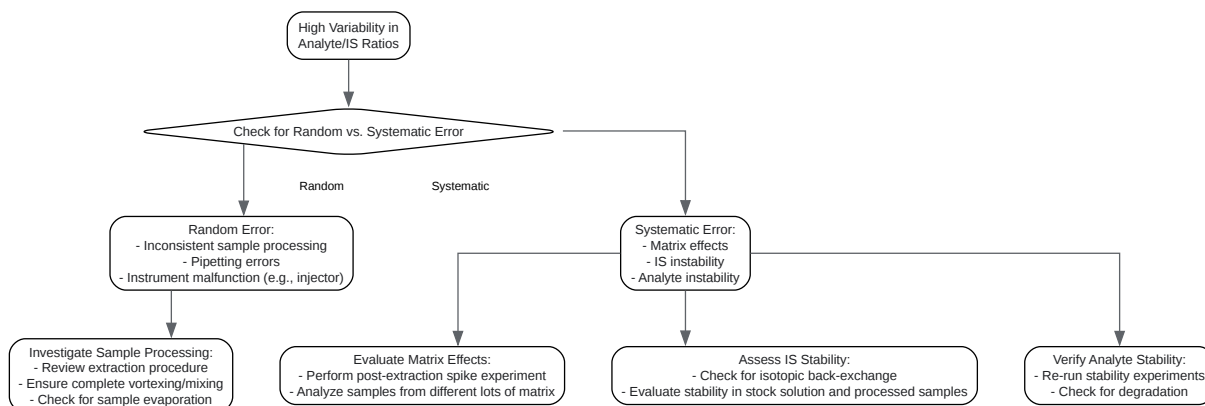 High Variability in
Analyte/IS Ratios
Check for Random vs. Systematic Error
Random
Systematic
Random Error:
- Inconsistent sample processing
- Pipetting errors
- Instrument malfunction (e.g., injector)
Systematic Error:
- Matrix effects
- IS instability
- Analyte instability
Investigate Sample Processing:
- Review extraction procedure
- Ensure complete vortexing/mixing
- Check for sample evaporation
Evaluate Matrix Effects:
- Perform post-extraction spike experiment
- Analyze samples from different lots of matrix
Assess IS Stability:
- Check for isotopic back-exchange
- Evaluate stability in stock solution and processed samples
Verify Analyte Stability:
- Re-run stability experiments
- Check for degradation